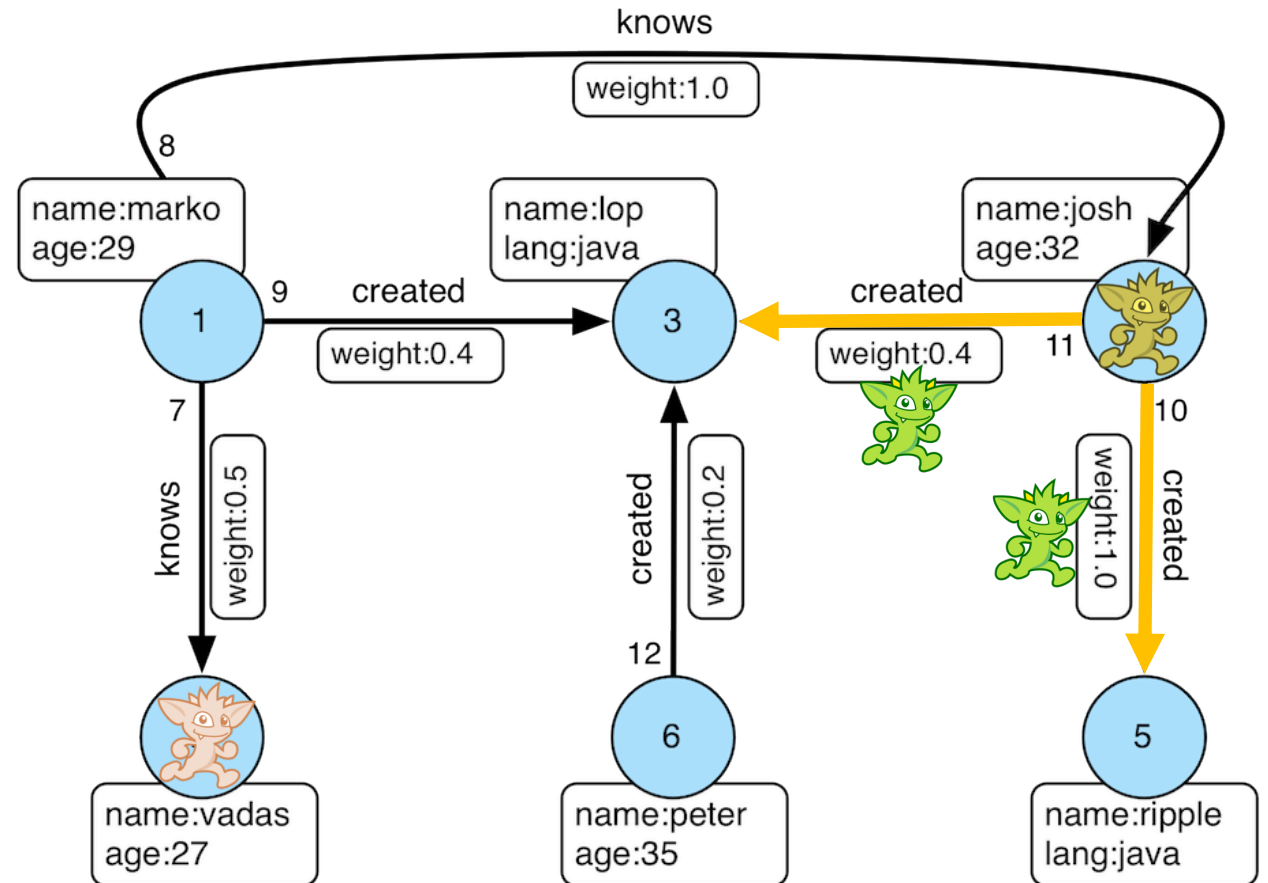 knows
weight:1.0
8
name:marko
age:29
name:lop
lang:java
name:josh
age:32
1
9
created
weight:0.4
3
created
weight:0.4
11
7
knows
weight:0.5
created
weight:0.2
12
10
weight:1.0
created
6
5
name:vadas
age:27
name:peter
age:35
name:ripple
lang:java